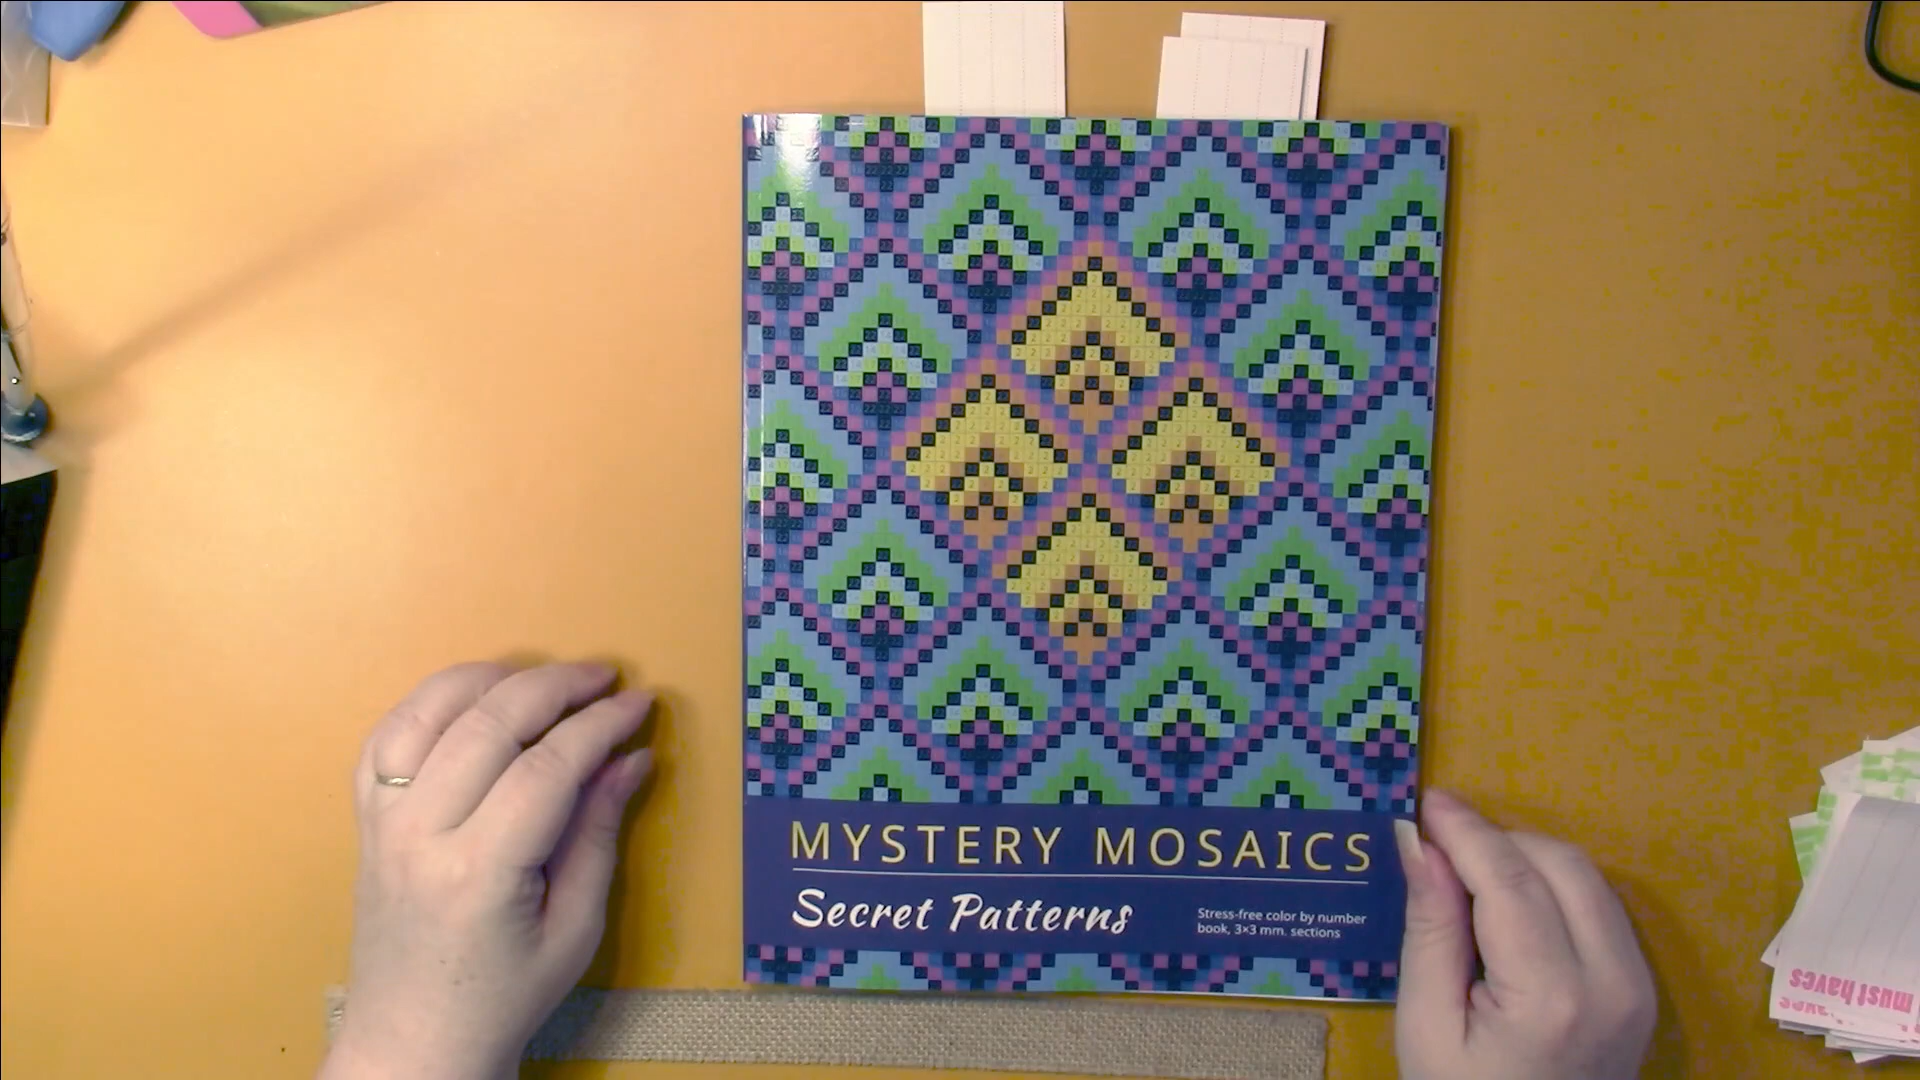 MYSTERY MOSAICS
Secret Patterns
Stress-free color by number
book, 3×3 mm. sections
must haves